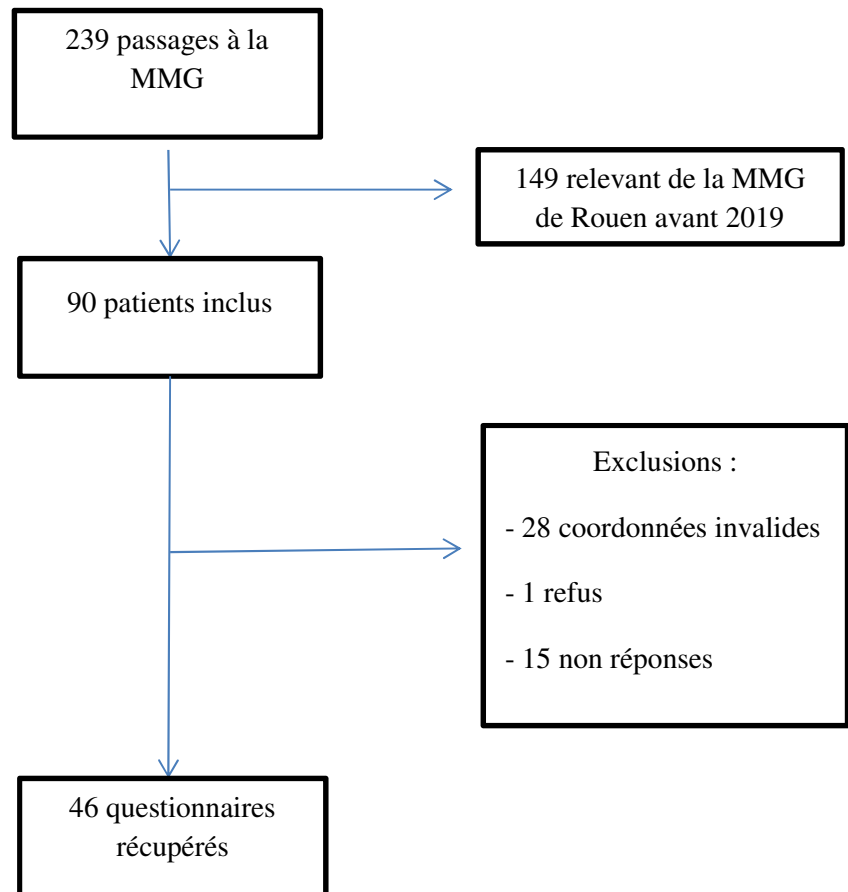 239 passages à la
MMG
149 relevant de la MMG
de Rouen avant 2019
90 patients inclus
Exclusions :
- 28 coordonnées invalides
- 1 refus
- 15 non réponses
46 questionnaires
récupérés